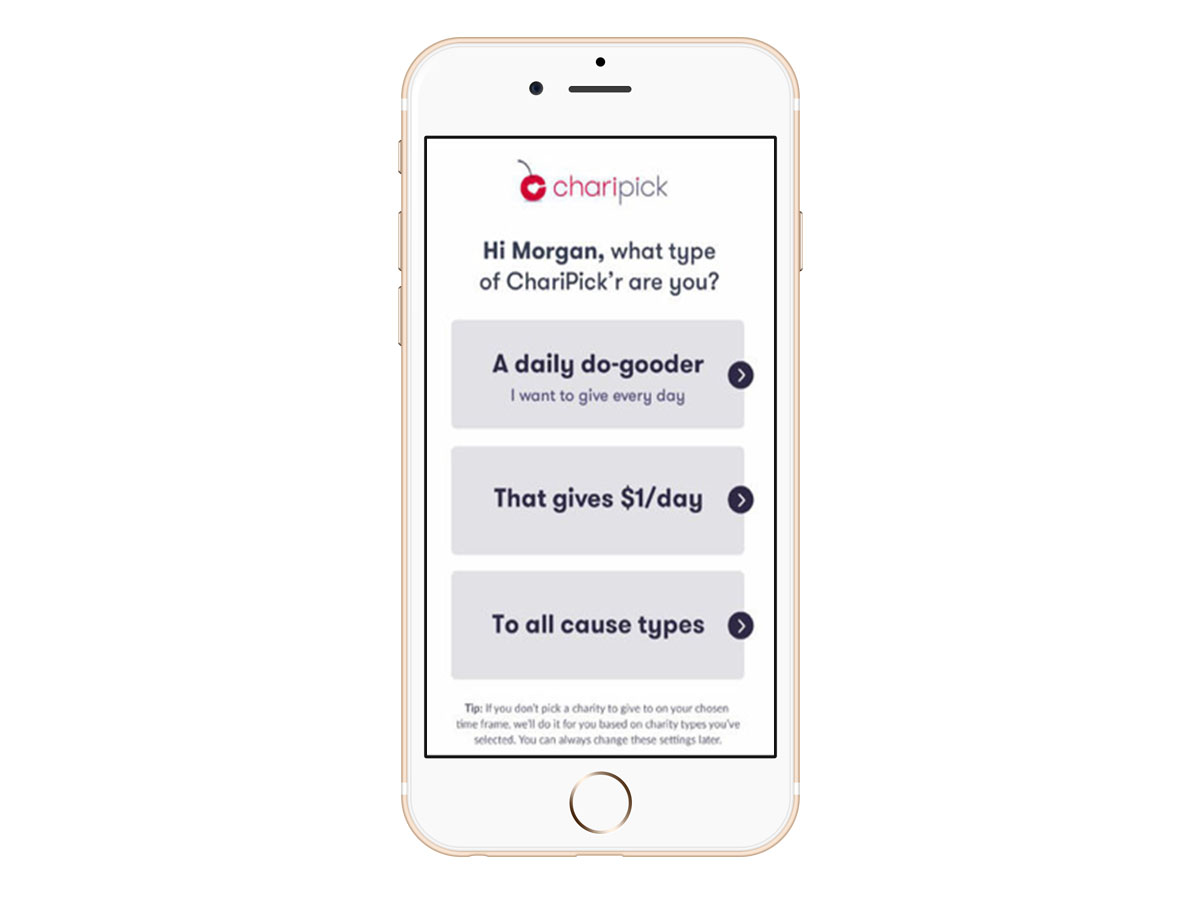 charipick
Hi Morgan, what type
of ChariPick'r are you?
A daily do-gooder
I want to give every day
That gives $1/day
To all cause types
Tip: If you don't pick a charity to give to on your chosen
time frame, we'll do it for you based on charity types you've
selected. You can always change these settings later.